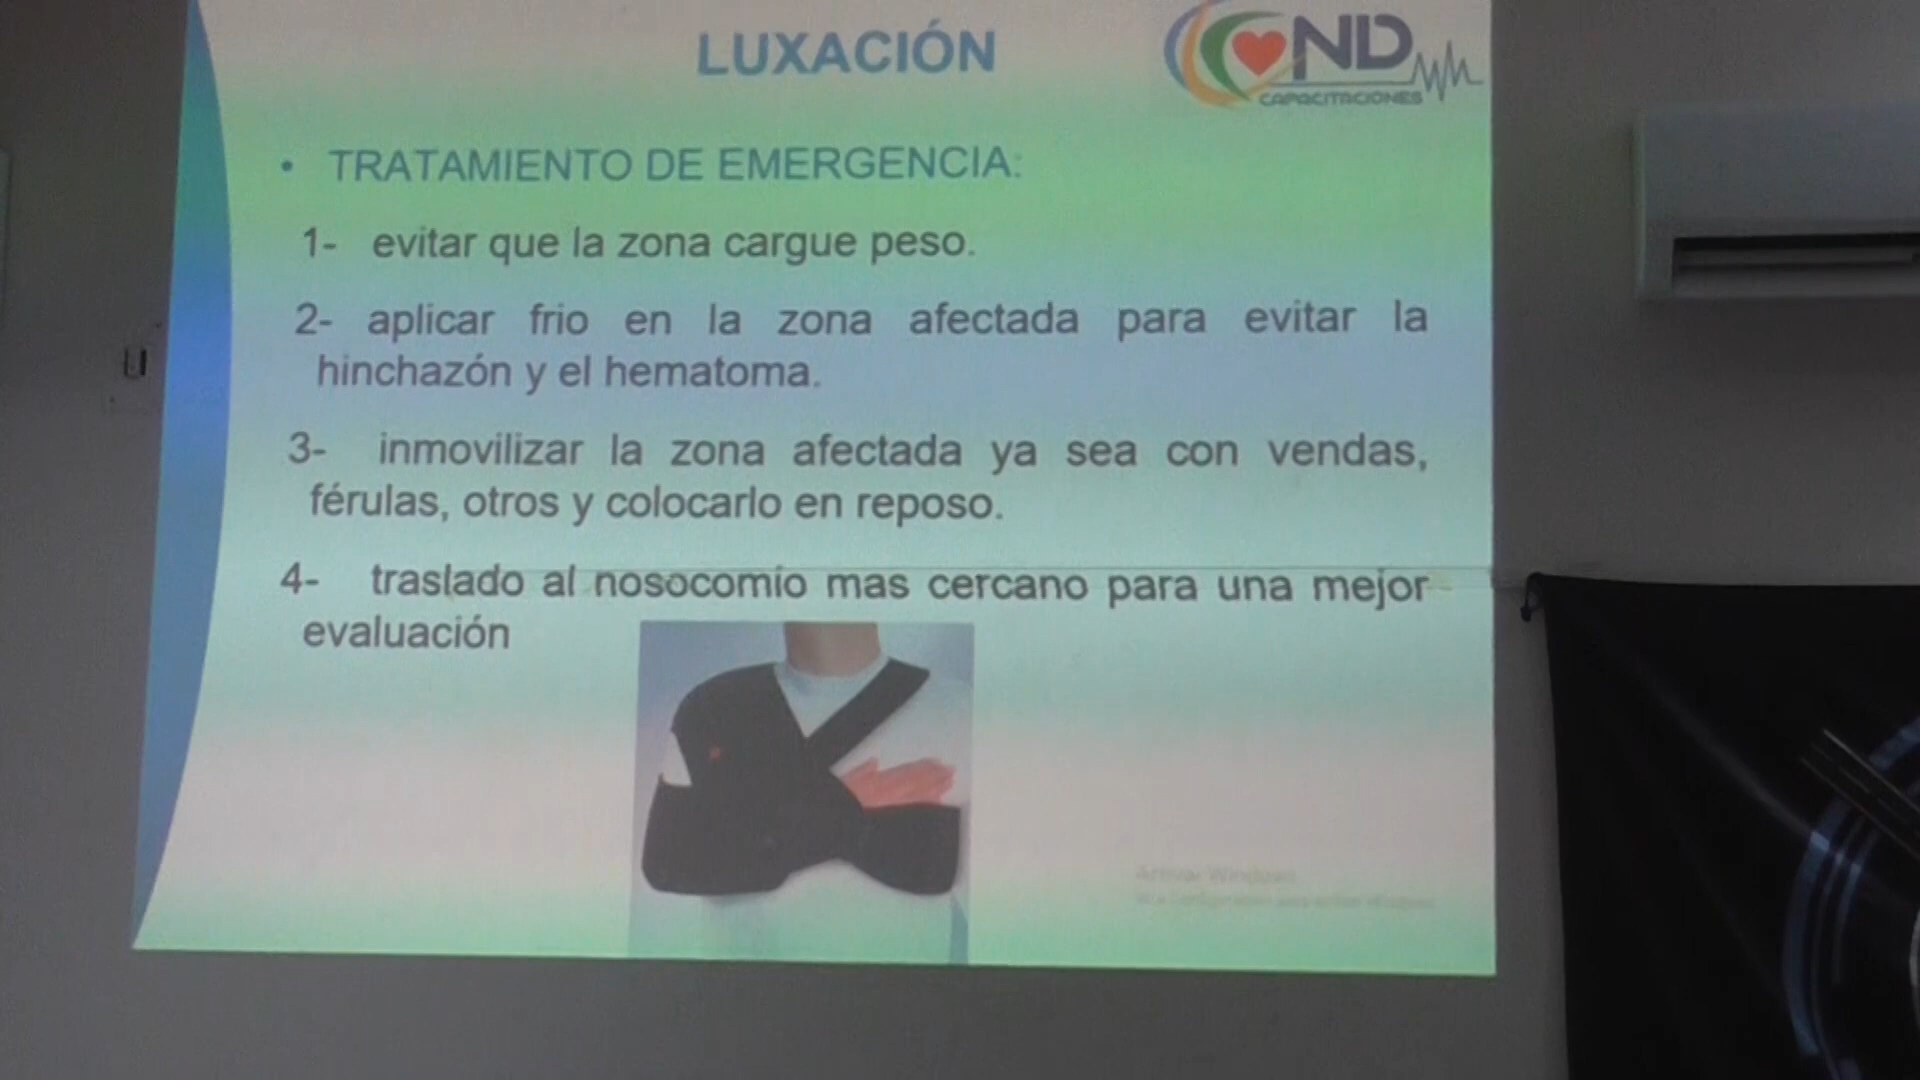 LUXACIÓN
ND
CAPACITACIONES
• TRATAMIENTO DE EMERGENCIA:
1- evitar que la zona cargue peso.
2- aplicar frio en la zona afectada para evitar la
hinchazón y el hematoma.
3- inmovilizar la zona afectada ya sea con vendas,
férulas, otros y colocarlo en reposo.
4- traslado al nosocomio mas cercano para una mejor
evaluación
Activar Windows